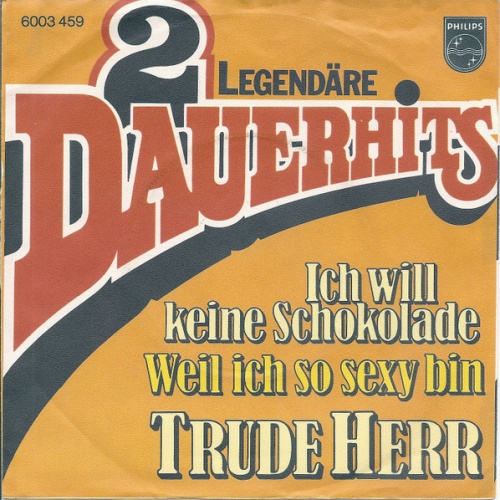 6003 459
PHILIPS
2 LEGENDÄRE
DAUERHITS
Ich will
keine Schokolade
Weil ich so sexy bin
TRUDE HERR